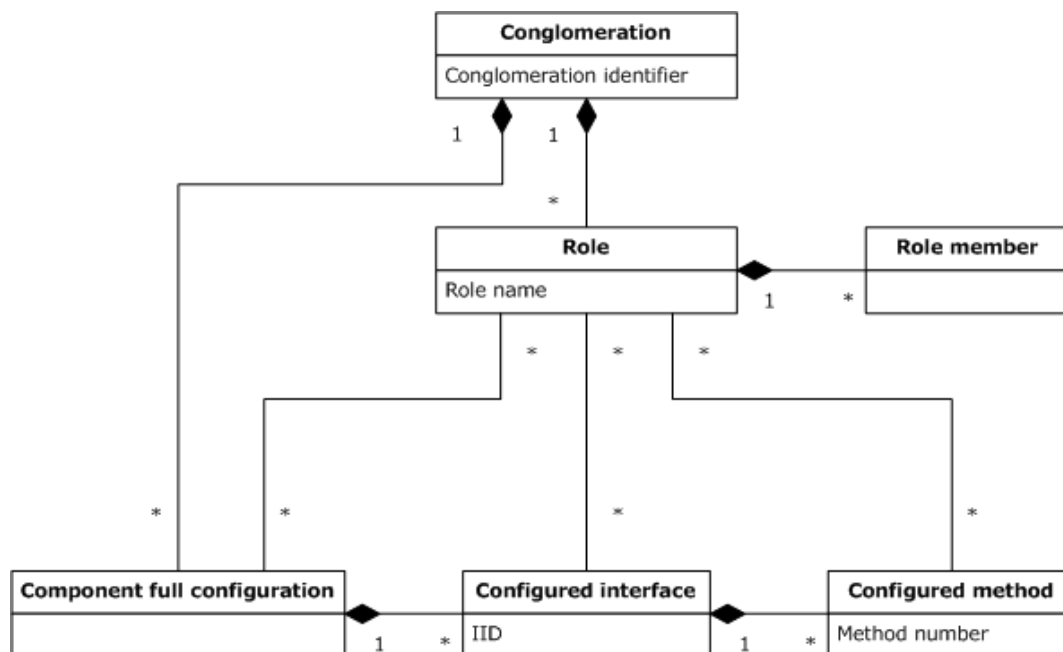 Conglomeration
Conglomeration identifier
1
1
*
Role
Role name
1
*
Role member
*
*
*
*
*
*
*
Component full configuration
1
*
Configured interface
IID
1
*
Configured method
Method number